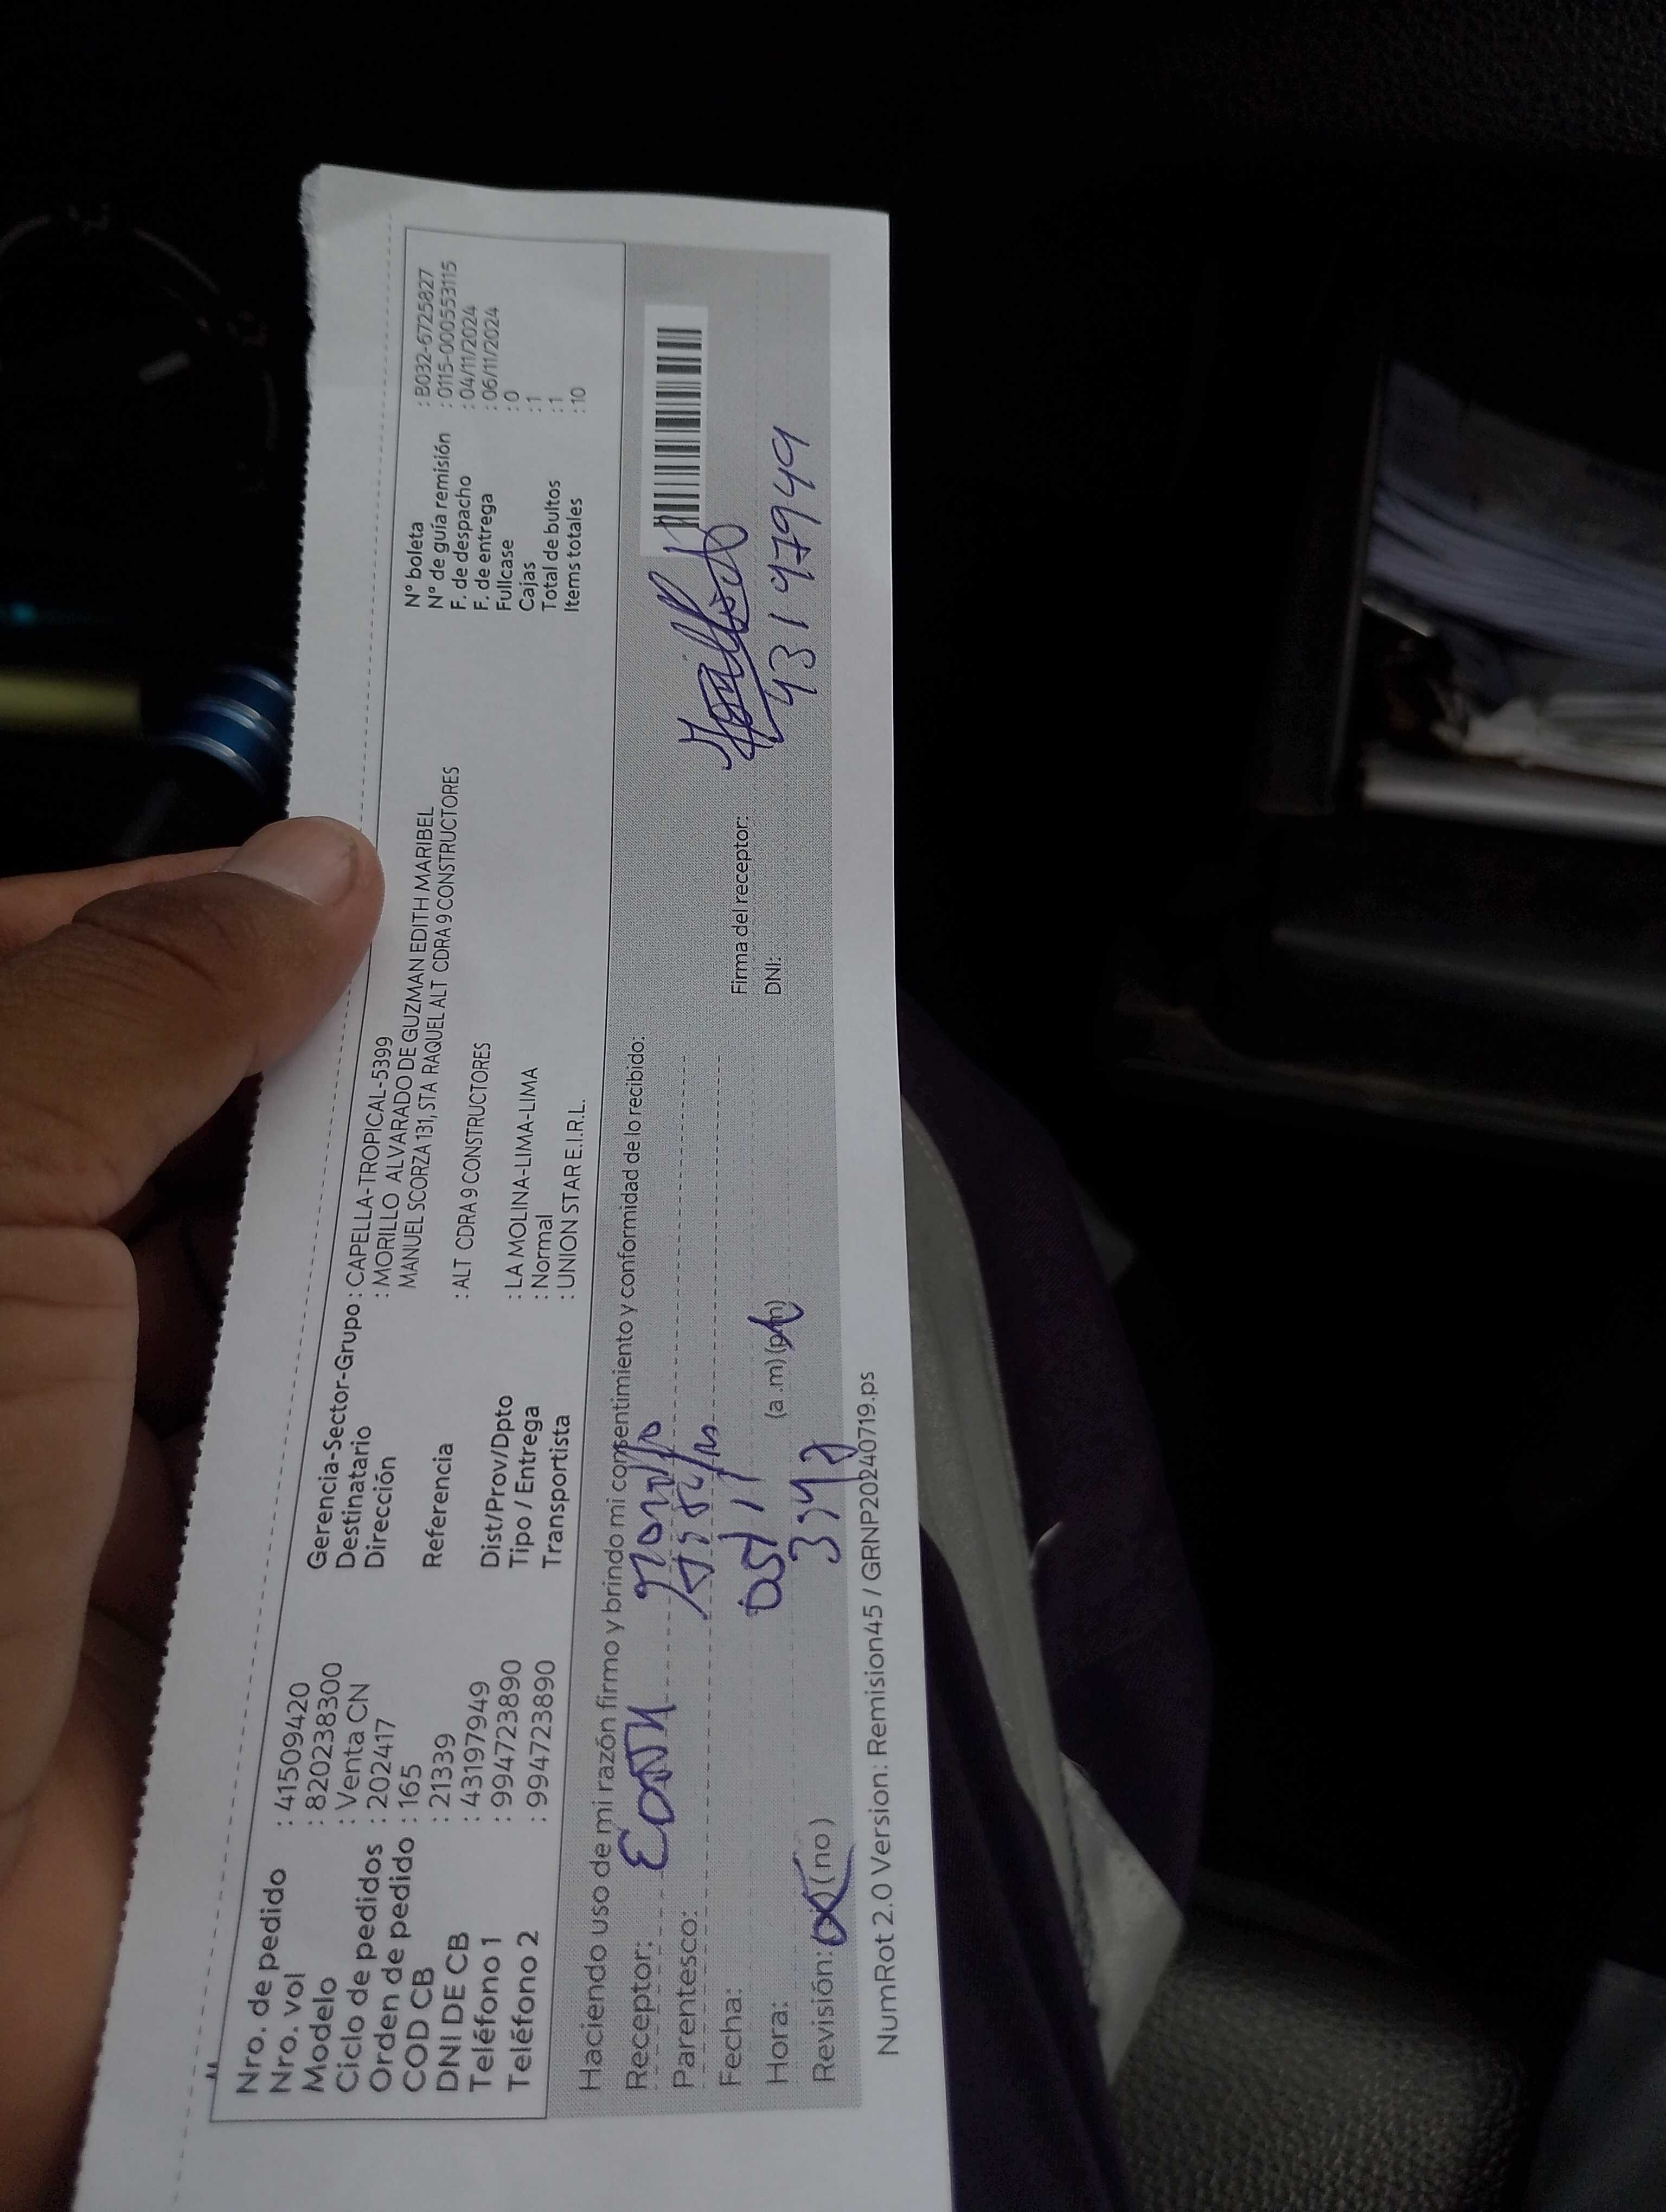 Nro. de pedido : 41509420
Nro. vol : 8202383​00
Modelo : Venta CN
Ciclo de pedidos : 202417
Orden de pedido : 165
COD CB : 21339
DNI DE CB : 43197949
Teléfono 1 : 994723890
Teléfono 2 : 994723890
Gerencia-Sector-Grupo : CAPELLA-TROPICAL-5399
Destinatario : MORILLO ALVARADO DE GUZMAN EDITH MARIBEL
Dirección MANUEL SCORZA 131, STA RAQUEL ALT CDRA 9 CONSTRUCTORES
Referencia : ALT CDRA 9 CONSTRUCTORES
Dist/Prov/Dpto : LA MOLINA-LIMA-LIMA
Tipo / Entrega : Normal
Transportista : UNION STAR E.I.R.L.
N° boleta : B032-6725827
N° de guía remisión : 0115-000553115
F. de despacho : 04/11/2024
F. de entrega : 06/11/2024
Fullcase : 0
Cajas : 1
Total de bultos : 1
Items totales : 10
Haciendo uso de mi razón firmo y brindo mi consentimiento y conformidad de lo recibido:
Receptor:
Parentesco:
Fecha:
Hora: (a .m) (pm)
Revisión: (no)
Firma del receptor:
DNI: 43197949
NumRot 2.0 Version: Remision45 / GRNP20240719.ps